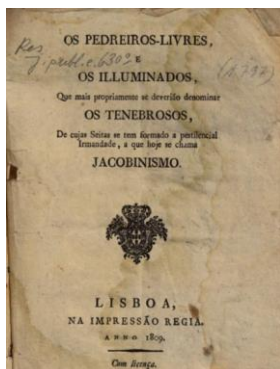 OS PEDREIROS-LIVRES,
E
OS ILLUMINADOS,
Que mais propriamente se deverião denominar
OS TENEBROSOS,
De cujas Seitas se tem formado a pestilencial
Irmandade, a que hoje se chama
JACOBINISMO.
LISBOA,
NA IMPRESSÃO REGIA.
ANNO 1809.
Com licença.